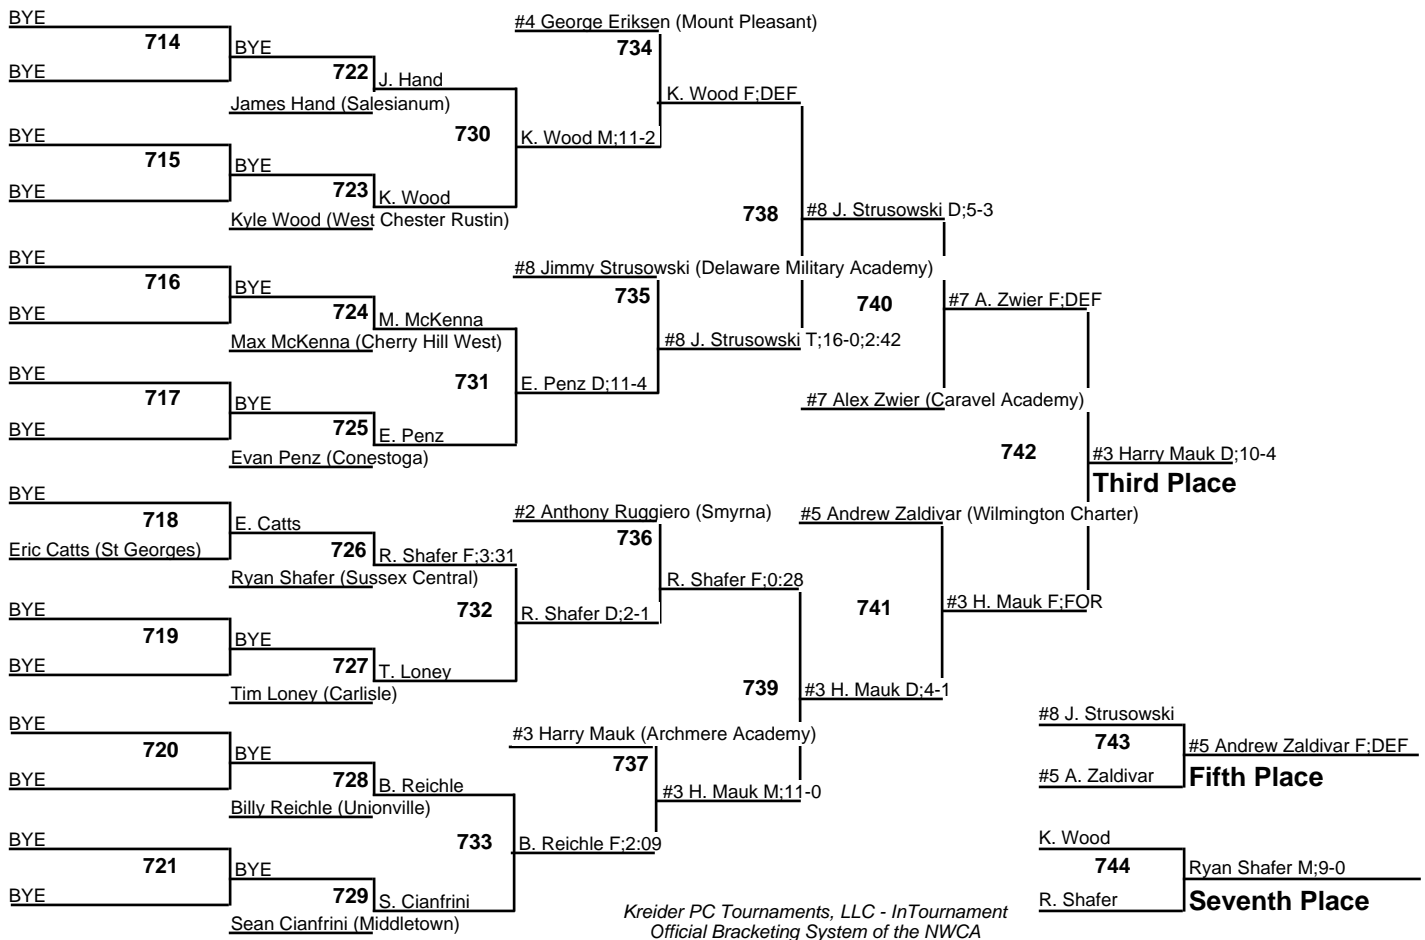 BYE
714
BYE
BYE
722
J. Hand
James Hand (Salesianum)
BYE
715
BYE
BYE
723
K. Wood
Kyle Wood (West Chester Rustin)
730
K. Wood M;11-2
#4 George Eriksen (Mount Pleasant)
734
K. Wood F;DEF
BYE
716
BYE
BYE
724
M. McKenna
Max McKenna (Cherry Hill West)
BYE
717
BYE
BYE
725
E. Penz
Evan Penz (Conestoga)
731
E. Penz D;11-4
#8 Jimmy Strusowski (Delaware Military Academy)
735
#8 J. Strusowski T;16-0;2:42
738
#8 J. Strusowski D;5-3
740
#7 A. Zwier F;DEF
#7 Alex Zwier (Caravel Academy)
742
#3 Harry Mauk D;10-4
Third Place
BYE
718
E. Catts
Eric Catts (St Georges)
726
R. Shafer F;3:31
Ryan Shafer (Sussex Central)
BYE
719
BYE
BYE
727
T. Loney
Tim Loney (Carlisle)
732
R. Shafer D;2-1
#2 Anthony Ruggiero (Smyrna)
736
R. Shafer F;0:28
#5 Andrew Zaldivar (Wilmington Charter)
741
#3 H. Mauk F;FOR
739
#3 H. Mauk D;4-1
BYE
720
BYE
BYE
728
B. Reichle
Billy Reichle (Unionville)
BYE
721
BYE
BYE
729
S. Cianfrini
Sean Cianfrini (Middletown)
733
B. Reichle F;2:09
#3 Harry Mauk (Archmere Academy)
737
#3 H. Mauk M;11-0
#8 J. Strusowski
743
#5 Andrew Zaldivar F;DEF
#5 A. Zaldivar
Fifth Place
K. Wood
744
Ryan Shafer M;9-0
R. Shafer
Seventh Place
Kreider PC Tournaments, LLC - InTournament
Official Bracketing System of the NWCA